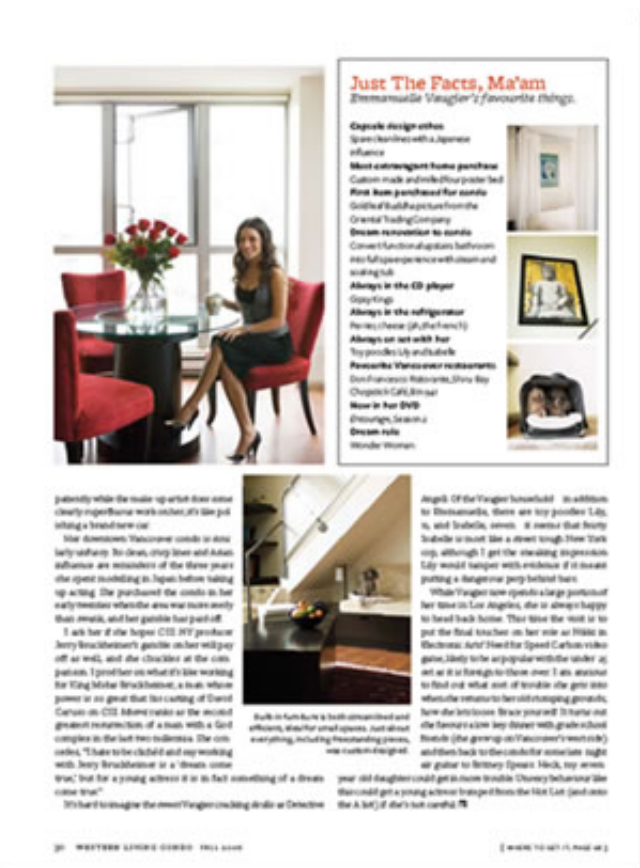 Just The Facts, Ma'am
Emmanuelle Vaugier's favourite things.
Capsule design ethos
Spare clean lines with a Japanese
influence
Most extravagant home purchase
Custom made and milled four poster bed
First item purchased for condo
Gold leaf Buddha picture from the
Oriental Trading Company
Dream renovation to condo
Convert functional upstairs bathroom
into full spa experience with steam and
soaking tub
Always in the CD player
Gipsy Kings
Always in the refrigerator
Perrier, cheese (ah, the French)
Always on set with her
Toy poodles Lily and Isabelle
Favourite Vancouver restaurants
Don Francesco Ristorante, Shiru Bay
Chopstick Café,
Now in her DVD
Entourage, Season 2
Dream role
Wonder Woman
patiently while the make-up artist does some
clearly superfluous work on her, it's like pol-
ishing a brand new car.
Her downtown Vancouver condo is simi-
larly unfussy. Its clean, crisp lines and Asian
influence are reminders of the three years
she spent modelling in Japan before taking
up acting. She purchased the condo in her
early twenties when the area was more seedy
than swank, and her gamble has paid off.
I ask her if she hopes CSI: NY producer
Jerry Bruckheimer's gamble on her will pay
off as well, and she chuckles at the com-
parison. I prod her on what it's like working
for King Midas Bruckheimer, a man whose
power is so great that his casting of David
Caruso on CSI: Miami ranks as the second
greatest resurrection of a man with a God
complex in the last two millennia. She con-
cedes, "I hate to be clichéd and say working
with Jerry Bruckheimer is a 'dream come
true,' but for a young actress it is in fact something of a dream
come true."
It's hard to imagine the sweet Vaugier cracking skulls as Detective
Built-in furniture is both streamlined and
efficient, ideal for small spaces. Just about
everything, including freestanding pieces,
was custom designed.
Angell. Of the Vaugier household in addition
to Emmanuelle, there are toy poodles Lily,
and Isabelle, seven it seems that feisty
Isabelle is most like a street tough New York
cop, although I get the sneaking impression
Lily would tamper with evidence if it meant
putting a dangerous perp behind bars.
While Vaugier now spends a large portion of
her time in Los Angeles, she is always happy
to head back home. This time the visit is to
put the final touches on her role as Nikki in
Electronic Arts' Need for Speed Carbon video
game, likely to be as popular with the under 25
set as it is foreign to those over. I am anxious
to find out what sort of trouble she gets into
when she returns to her old stomping grounds,
how she lets loose. Brace yourself. It turns out
she favours a low key dinner with grade school
friends (she grew up on Vancouver's west side)
and then back to the condo for some late night
air guitar to Britney Spears. Heck, my seven-
year old daughter could get in more trouble. Unsexy behaviour like
this could get a young actress bumped from the Hot List (and onto
the A list) if she's not careful.
30 WESTERN LIVING CONDO FALL 2006
[ WHERE TO GET IT, PAGE ]